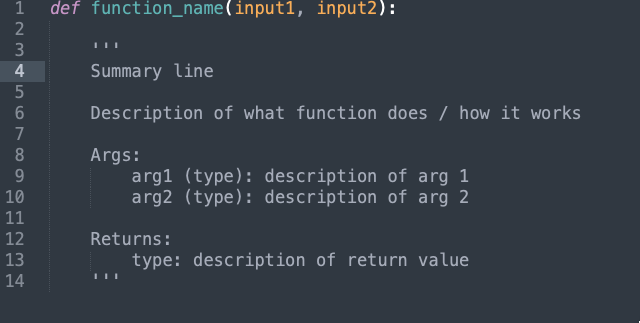 1 def function_name(input1, input2):
2
3     '''
4     Summary line
5
6     Description of what function does / how it works
7
8     Args:
9         arg1 (type): description of arg 1
10         arg2 (type): description of arg 2
11
12     Returns:
13         type: description of return value
14     '''